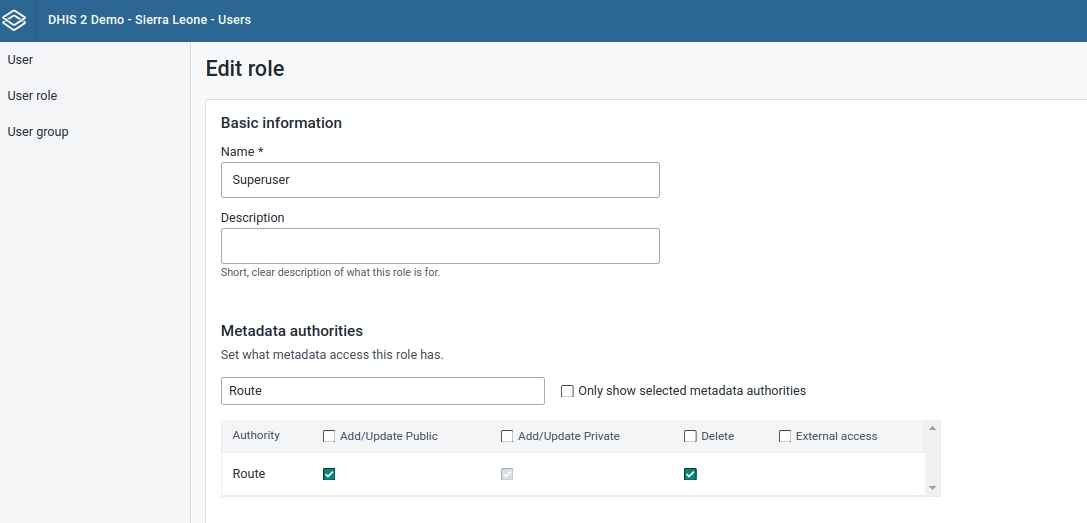 DHIS 2 Demo - Sierra Leone - Users
User
User role
User group
Edit role
Basic information
Name *
Superuser
Description
Short, clear description of what this role is for.
Metadata authorities
Set what metadata access this role has.
Route Only show selected metadata authorities
Authority Add/Update Public Add/Update Private Delete External access
Route